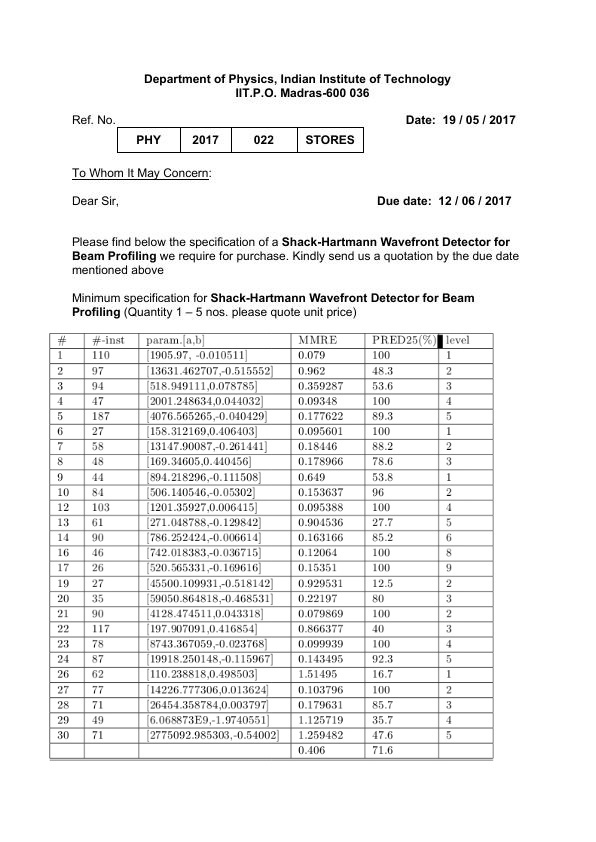 Department of Physics, Indian Institute of Technology
IIT.P.O. Madras-600 036
Ref. No. Date: 19 / 05 / 2017
PHY 2017 022 STORES
To Whom It May Concern:
Dear Sir, Due date: 12 / 06 / 2017
Please find below the specification of a Shack-Hartmann Wavefront Detector for
Beam Profiling we require for purchase. Kindly send us a quotation by the due date
mentioned above
Minimum specification for Shack-Hartmann Wavefront Detector for Beam
Profiling (Quantity 1 – 5 nos. please quote unit price)
# #-inst param.[a,b] MMRE PRED25(%) level
1 110 [1905.97, -0.010511] 0.079 100 1
2 97 [13631.462707,-0.515552] 0.962 48.3 2
3 94 [518.949111,0.078785] 0.359287 53.6 3
4 47 [2001.248634,0.044032] 0.09348 100 4
5 187 [4076.565265,-0.040429] 0.177622 89.3 5
6 27 [158.312169,0.406403] 0.095601 100 1
7 58 [13147.90087,-0.261441] 0.18446 88.2 2
8 48 [169.34605,0.440456] 0.178966 78.6 3
9 44 [894.218296,-0.111508] 0.649 53.8 1
10 84 [506.140546,-0.05302] 0.153637 96 2
12 103 [1201.35927,0.006415] 0.095388 100 4
13 61 [271.048788,-0.129842] 0.904536 27.7 5
14 90 [786.252424,-0.006614] 0.163166 85.2 6
16 46 [742.018383,-0.036715] 0.12064 100 8
17 26 [520.565331,-0.169616] 0.15351 100 9
19 27 [45500.109931,-0.518142] 0.929531 12.5 2
20 35 [59050.864818,-0.468531] 0.22197 80 3
21 90 [4128.474511,0.043318] 0.079869 100 2
22 117 [197.907091,0.416854] 0.866377 40 3
23 78 [8743.367059,-0.023768] 0.099939 100 4
24 87 [19918.250148,-0.115967] 0.143495 92.3 5
26 62 [110.238818,0.498503] 1.51495 16.7 1
27 77 [14226.777306,0.013624] 0.103796 100 2
28 71 [26454.358784,0.003797] 0.179631 85.7 3
29 49 [6.068873E9,-1.9740551] 1.125719 35.7 4
30 71 [2775092.985303,-0.54002] 1.259482 47.6 5
0.406 71.6